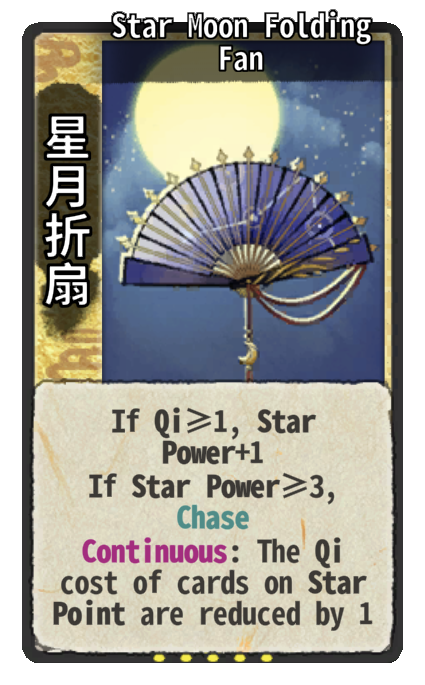 Star Moon Folding
Fan
星月折扇
If Qi≥1, Star
Power+1
If Star Power≥3,
Chase
Continuous: The Qi
cost of cards on Star
Point are reduced by 1